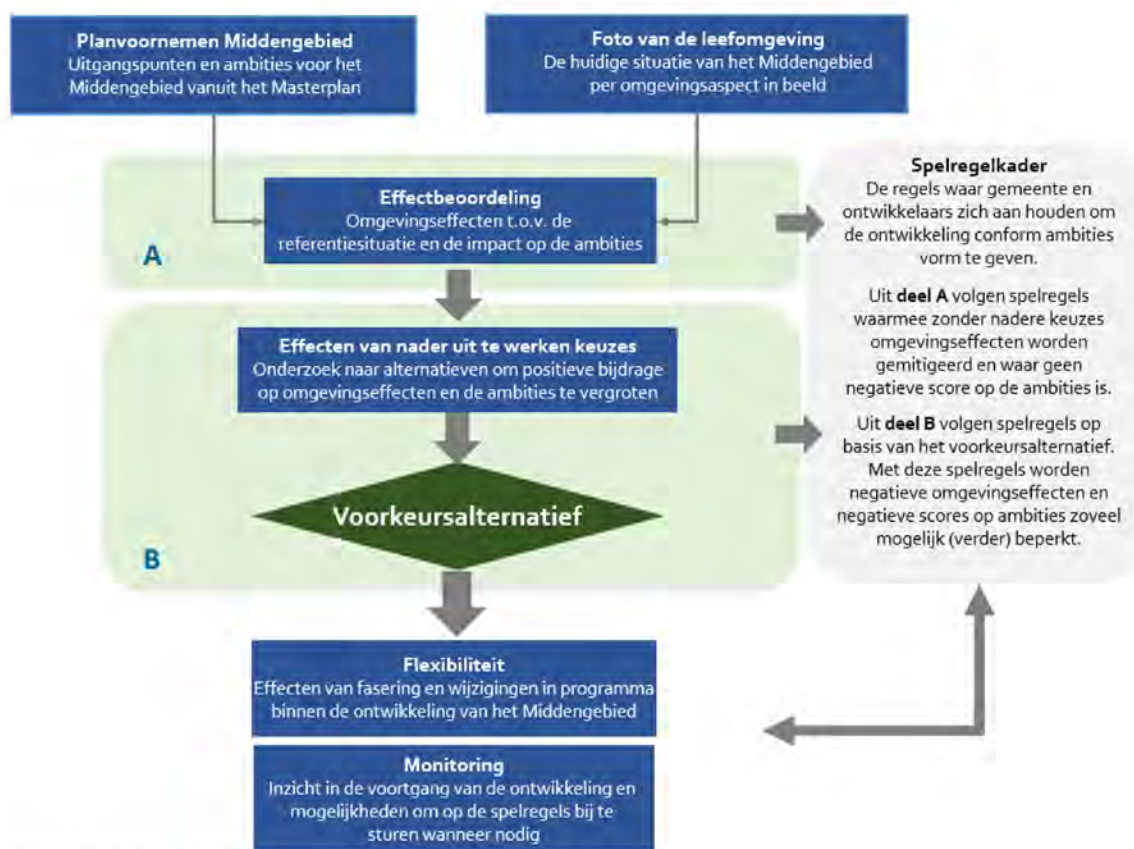 Planvoornemen Middengebied
Uitgangspunten en ambities voor het
Middengebied vanuit het Masterplan
Foto van de leefomgeving
De huidige situatie van het Middengebied
per omgevingsaspect in beeld
Effectbeoordeling
Omgevingseffecten t.o.v. de
referentiesituatie en de impact op de ambities
A
Effecten van nader uit te werken keuzes
Onderzoek naar alternatieven om positieve bijdrage
op omgevingseffecten en de ambities te vergroten
Voorkeursalternatief
B
Spelregelkader
De regels waar gemeente en
ontwikkelaars zich aan houden om
de ontwikkeling conform ambities
vorm te geven.
Uit deel A volgen spelregels
waarmee zonder nadere keuzes
omgevingseffecten worden
gemitigeerd en waar geen
negatieve score op de ambities is.
Uit deel B volgen spelregels op
basis van het voorkeursalternatief.
Met deze spelregels worden
negatieve omgevingseffecten en
negatieve scores op ambities zoveel
mogelijk (verder) beperkt.
Flexibiliteit
Effecten van fasering en wijzigingen in programma
binnen de ontwikkeling van het Middengebied
Monitoring
Inzicht in de voortgang van de ontwikkeling en
mogelijkheden om op de spelregels bij te
sturen wanneer nodig